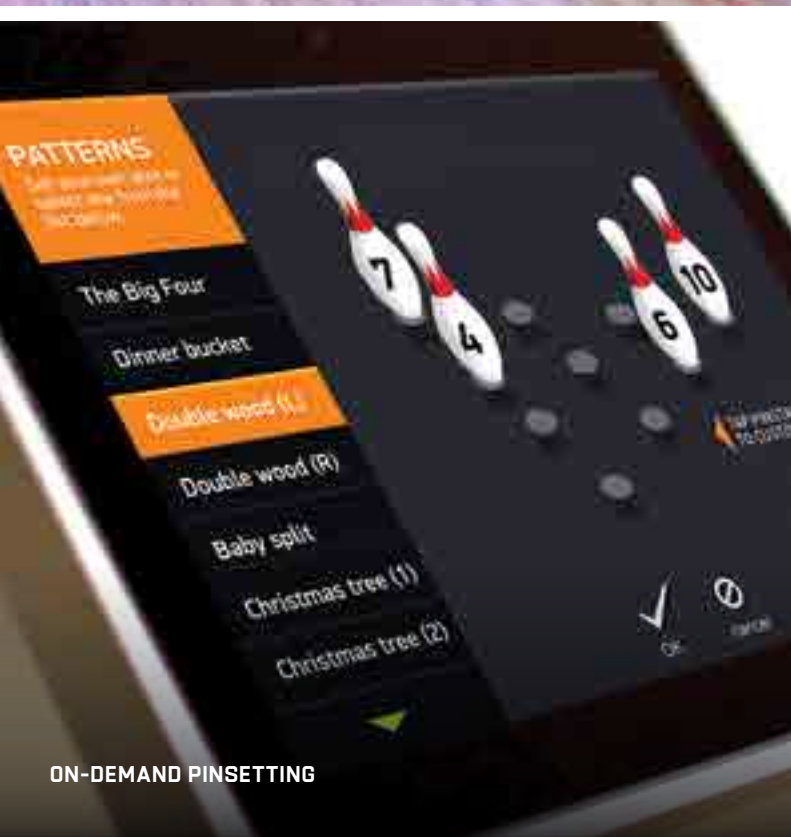 PATTERNS
The Big Four
Dinner bucket
Double wood (L)
Double wood (R)
Baby split
Christmas tree (1)
Christmas tree (2)
7
4
6
10
OK
cancel
ON-DEMAND PINSETTING